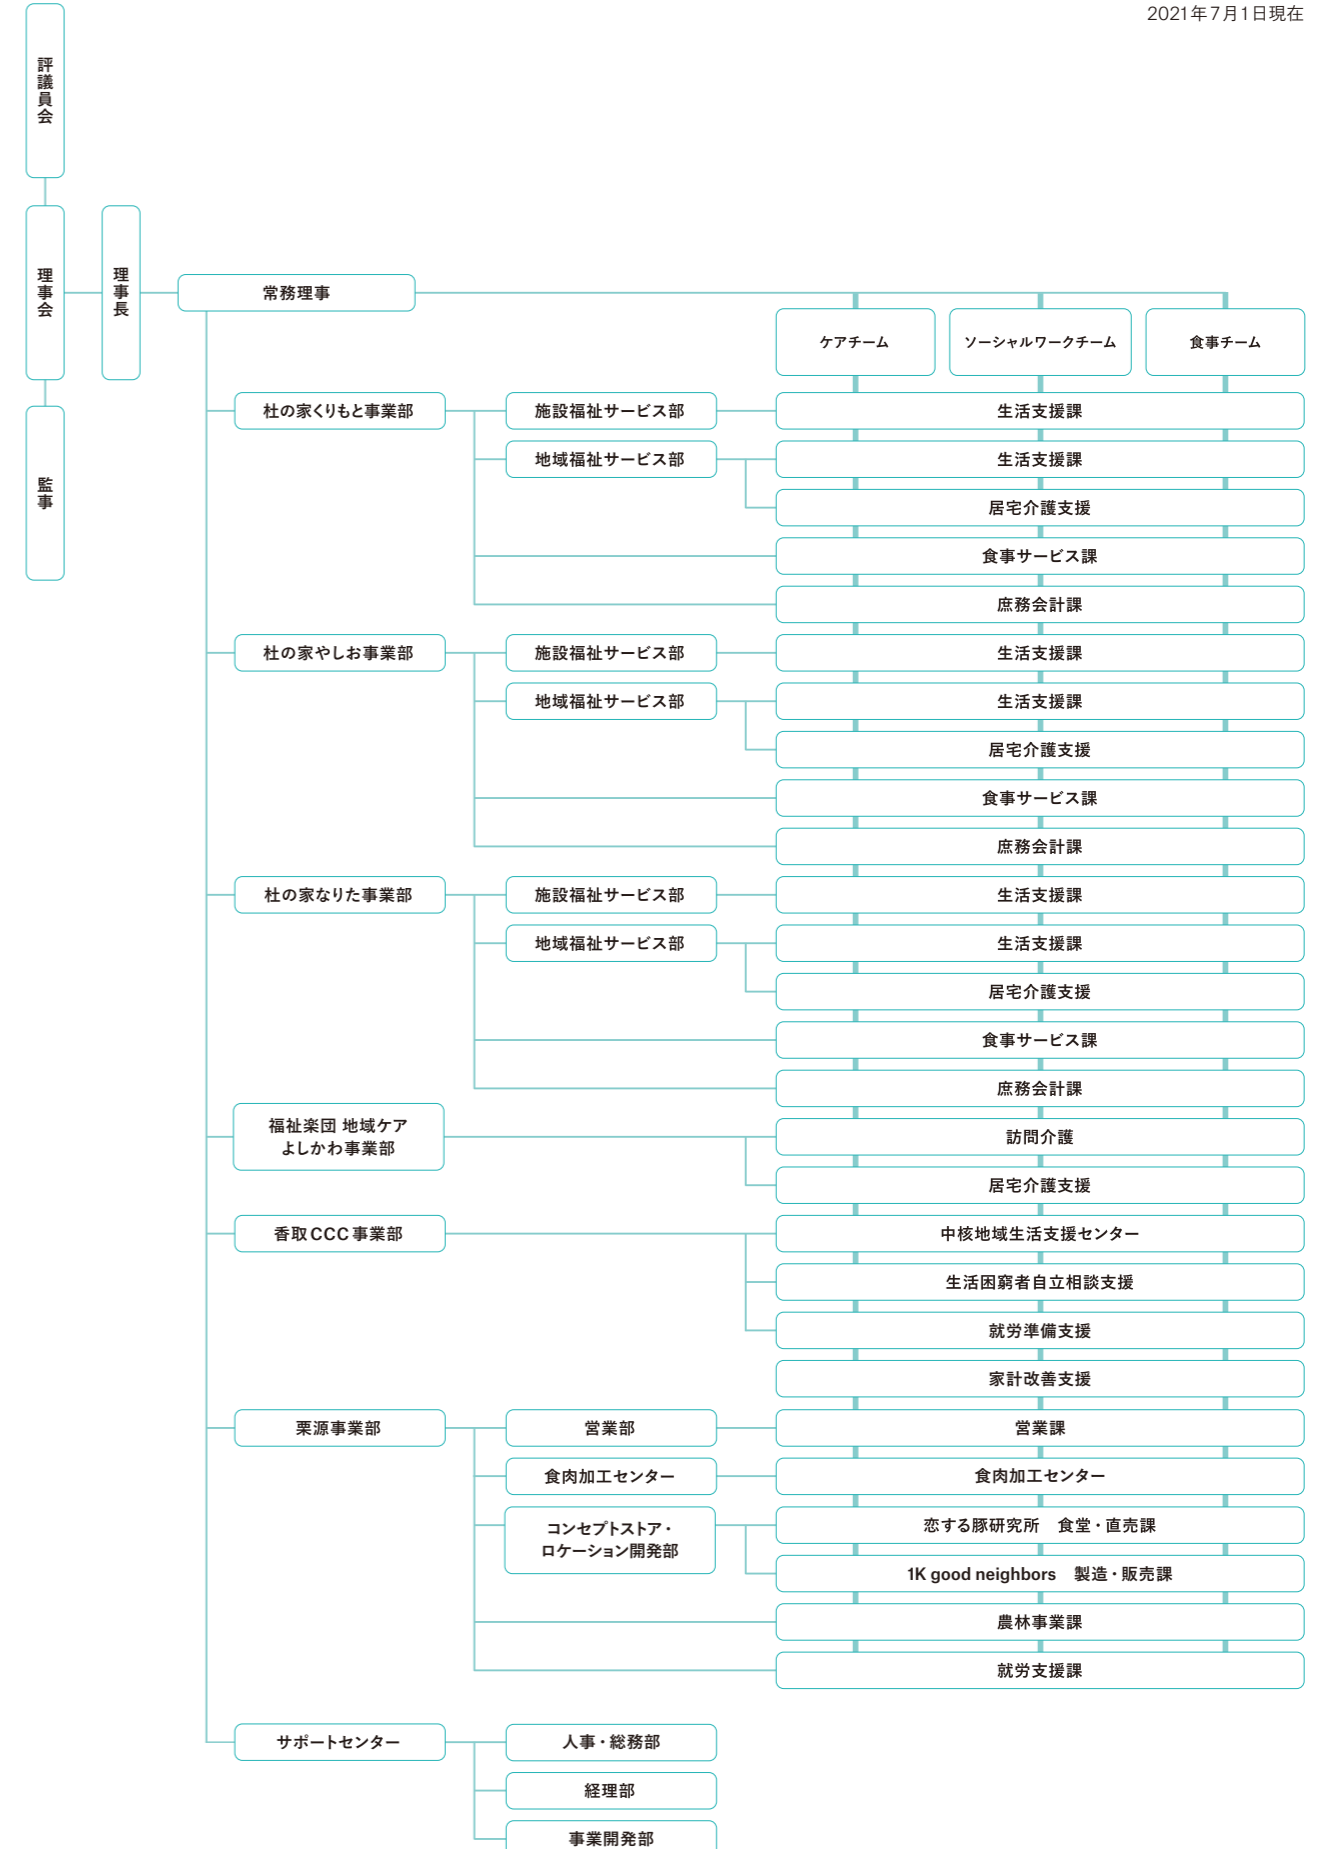 2021年7月1日現在
評議員会
理事会
理事長
監事
常務理事
ケアチーム
ソーシャルワークチーム
食事チーム
杜の家くりもと事業部
施設福祉サービス部
生活支援課
地域福祉サービス部
生活支援課
居宅介護支援
食事サービス課
庶務会計課
杜の家やしお事業部
施設福祉サービス部
生活支援課
地域福祉サービス部
生活支援課
居宅介護支援
食事サービス課
庶務会計課
杜の家なりた事業部
施設福祉サービス部
生活支援課
地域福祉サービス部
生活支援課
居宅介護支援
食事サービス課
庶務会計課
福祉楽団 地域ケア
よしかわ事業部
訪問介護
居宅介護支援
香取CCC事業部
中核地域生活支援センター
生活困窮者自立相談支援
就労準備支援
家計改善支援
栗源事業部
営業部
営業課
食肉加工センター
食肉加工センター
コンセプトストア・
ロケーション開発部
恋する豚研究所　食堂・直売課
1K good neighbors　製造・販売課
農林事業課
就労支援課
サポートセンター
人事・総務部
経理部
事業開発部